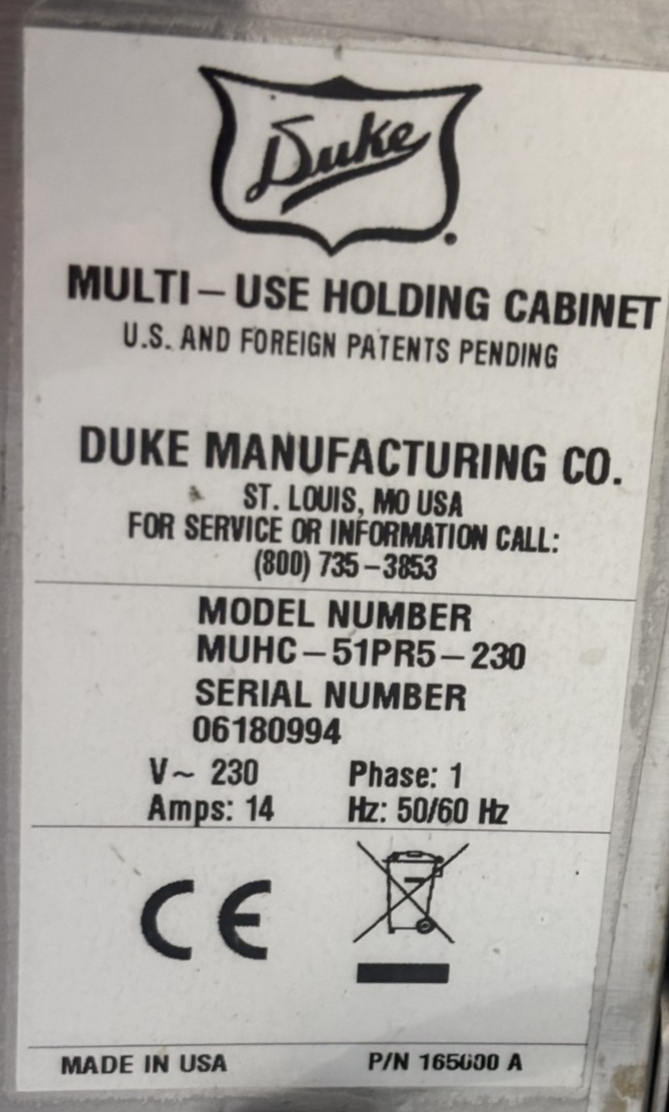 Duke
MULTI–USE HOLDING CABINET
U.S. AND FOREIGN PATENTS PENDING
DUKE MANUFACTURING CO.
ST. LOUIS, MO USA
FOR SERVICE OR INFORMATION CALL:
(800) 735–3853
MODEL NUMBER
MUHC–51PR5–230
SERIAL NUMBER
06180994
V~ 230 Phase: 1
Amps: 14 Hz: 50/60 Hz
CE
MADE IN USA P/N 165600 A